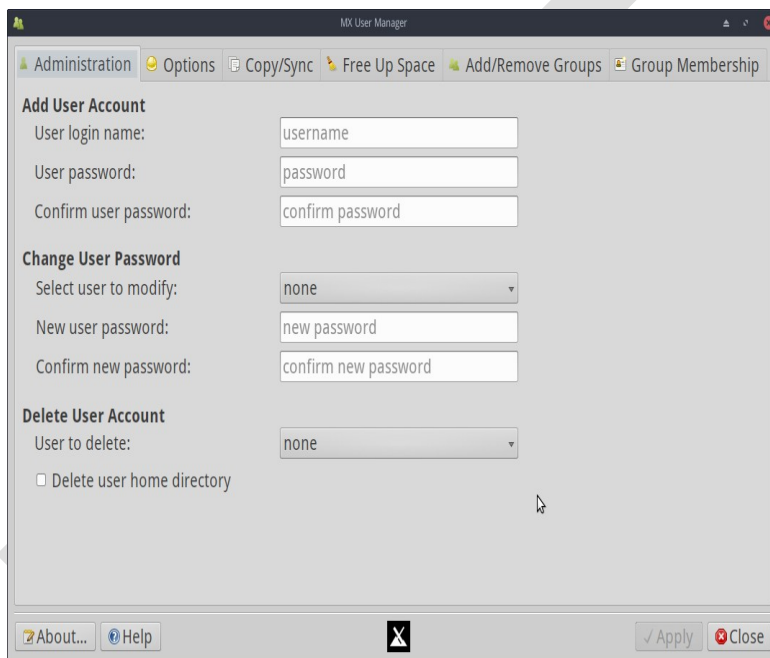 MX User Manager
Administration Options Copy/Sync Free Up Space Add/Remove Groups Group Membership
Add User Account
User login name: username
User password: password
Confirm user password: confirm password
Change User Password
Select user to modify: none
New user password: new password
Confirm new password: confirm new password
Delete User Account
User to delete: none
Delete user home directory
About... Help Apply Close